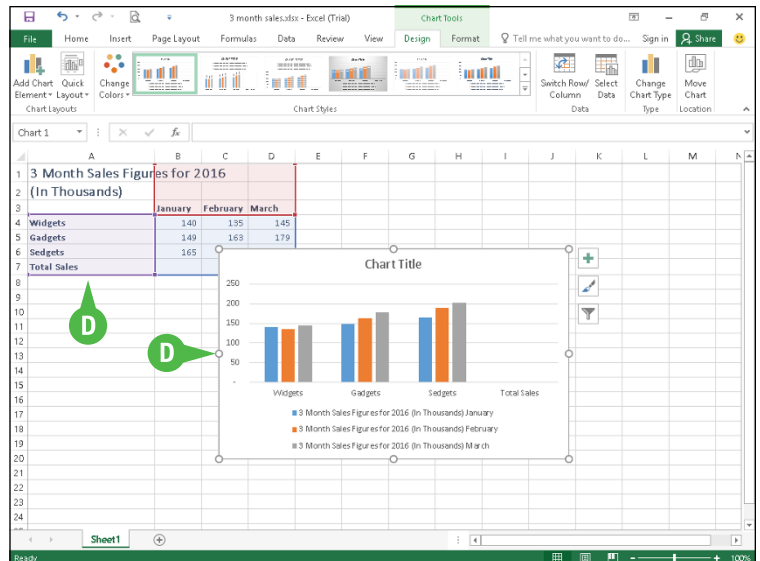 3 month sales.xlsx - Excel (Trial)
Chart Tools
File Home Insert Page Layout Formulas Data Review View Design Format Tell me what you want to do... Sign in Share
Add Chart Element Quick Layout Change Colors Switch Row/ Column Select Data Change Chart Type Move Chart
Chart Layouts Chart Styles Data Type Location
Chart 1 fx
A B C D E F G H I J K L M N
1 3 Month Sales Figures for 2016
2 (In Thousands)
3 January February March
4 Widgets 140 135 145
5 Gadgets 149 163 179
6 Sedgets 165
7 Total Sales
8
9
10
11
12
13
14
15
16
17
18
19
20
21
22
23
24
D
D
Chart Title
250
200
150
100
50
-
Widgets Gadgets Sedgets Total Sales
3 Month Sales Figures for 2016 (In Thousands) January
3 Month Sales Figures for 2016 (In Thousands) February
3 Month Sales Figures for 2016 (In Thousands) March
Sheet1
Ready 100%